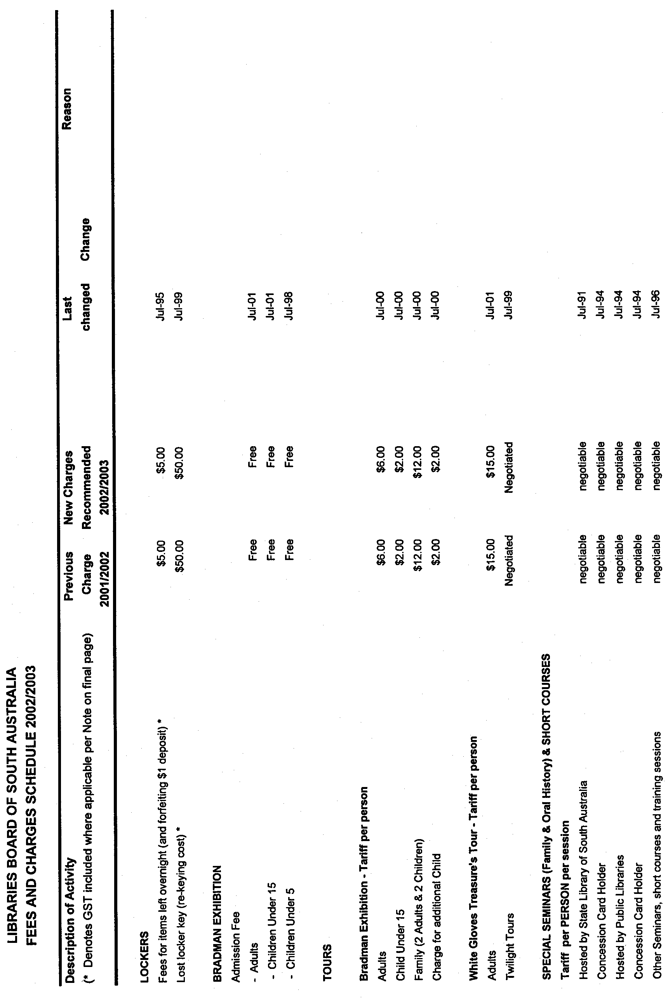 LIBRARIES BOARD OF SOUTH AUSTRALIA
FEES AND CHARGES SCHEDULE 2002/2003
Description of Activity Previous New Charges Last Reason
(* Denotes GST included where applicable per Note on final page) Charge Recommended changed Change
2001/2002 2002/2003
LOCKERS
Fees for items left overnight (and forfeiting $1 deposit) * $5.00 $5.00 Jul-95
Lost locker key (re-keying cost) * $50.00 $50.00 Jul-99
BRADMAN EXHIBITION
Admission Fee
- Adults Free Free Jul-01
- Children Under 15 Free Free Jul-01
- Children Under 5 Free Free Jul-98
TOURS
Bradman Exhibition - Tariff per person
Adults $6.00 $6.00 Jul-00
Child Under 15 $2.00 $2.00 Jul-00
Family (2 Adults & 2 Children) $12.00 $12.00 Jul-00
Charge for additional Child $2.00 $2.00 Jul-00
White Gloves Treasure's Tour - Tariff per person
Adults $15.00 $15.00 Jul-01
Twilight Tours Negotiated Negotiated Jul-99
SPECIAL SEMINARS (Family & Oral History) & SHORT COURSES
Tariff per PERSON per session
Hosted by State Library of South Australia negotiable negotiable Jul-91
Concession Card Holder negotiable negotiable Jul-94
Hosted by Public Libraries negotiable negotiable Jul-94
Concession Card Holder negotiable negotiable Jul-94
Other Seminars, short courses and training sessions negotiable negotiable Jul-96